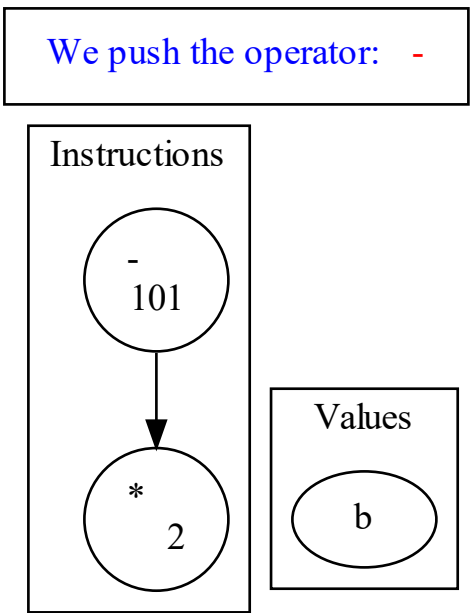 We push the operator: -
Instructions
-
101
*
2
Values
b